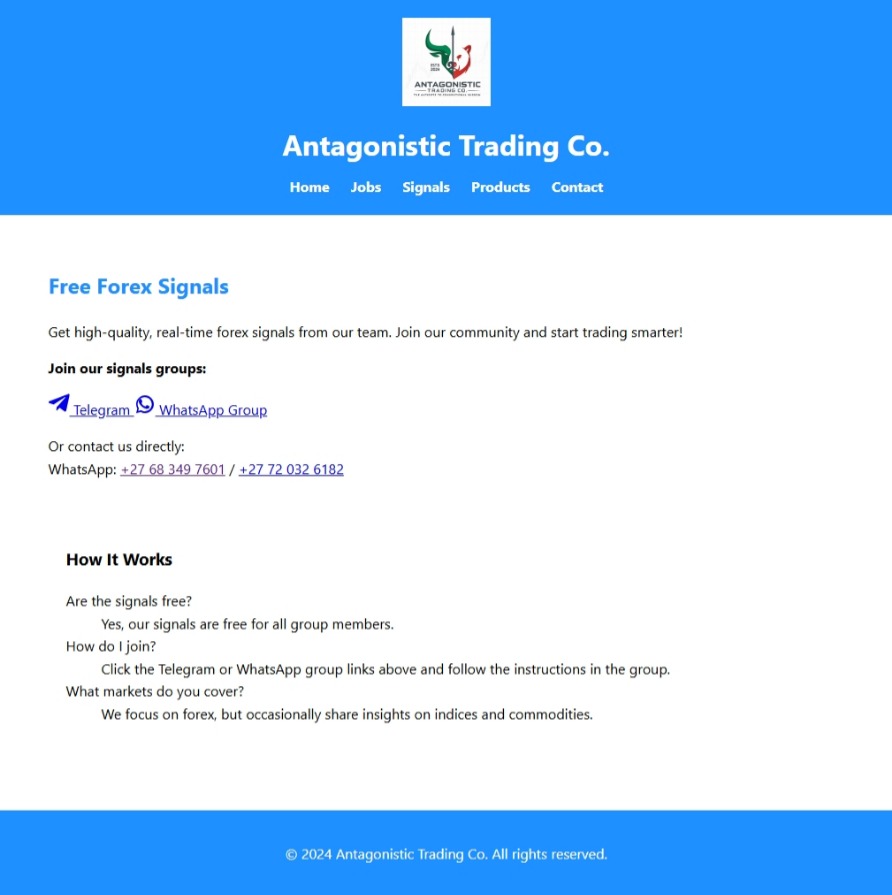 ESTD
2024
ANTAGONISTIC
TRADING CO.
Antagonistic Trading Co.
Home Jobs Signals Products Contact
Free Forex Signals
Get high-quality, real-time forex signals from our team. Join our community and start trading smarter!
Join our signals groups:
Telegram WhatsApp Group
Or contact us directly:
WhatsApp: +27 68 349 7601 / +27 72 032 6182
How It Works
Are the signals free?
Yes, our signals are free for all group members.
How do I join?
Click the Telegram or WhatsApp group links above and follow the instructions in the group.
What markets do you cover?
We focus on forex, but occasionally share insights on indices and commodities.
© 2024 Antagonistic Trading Co. All rights reserved.